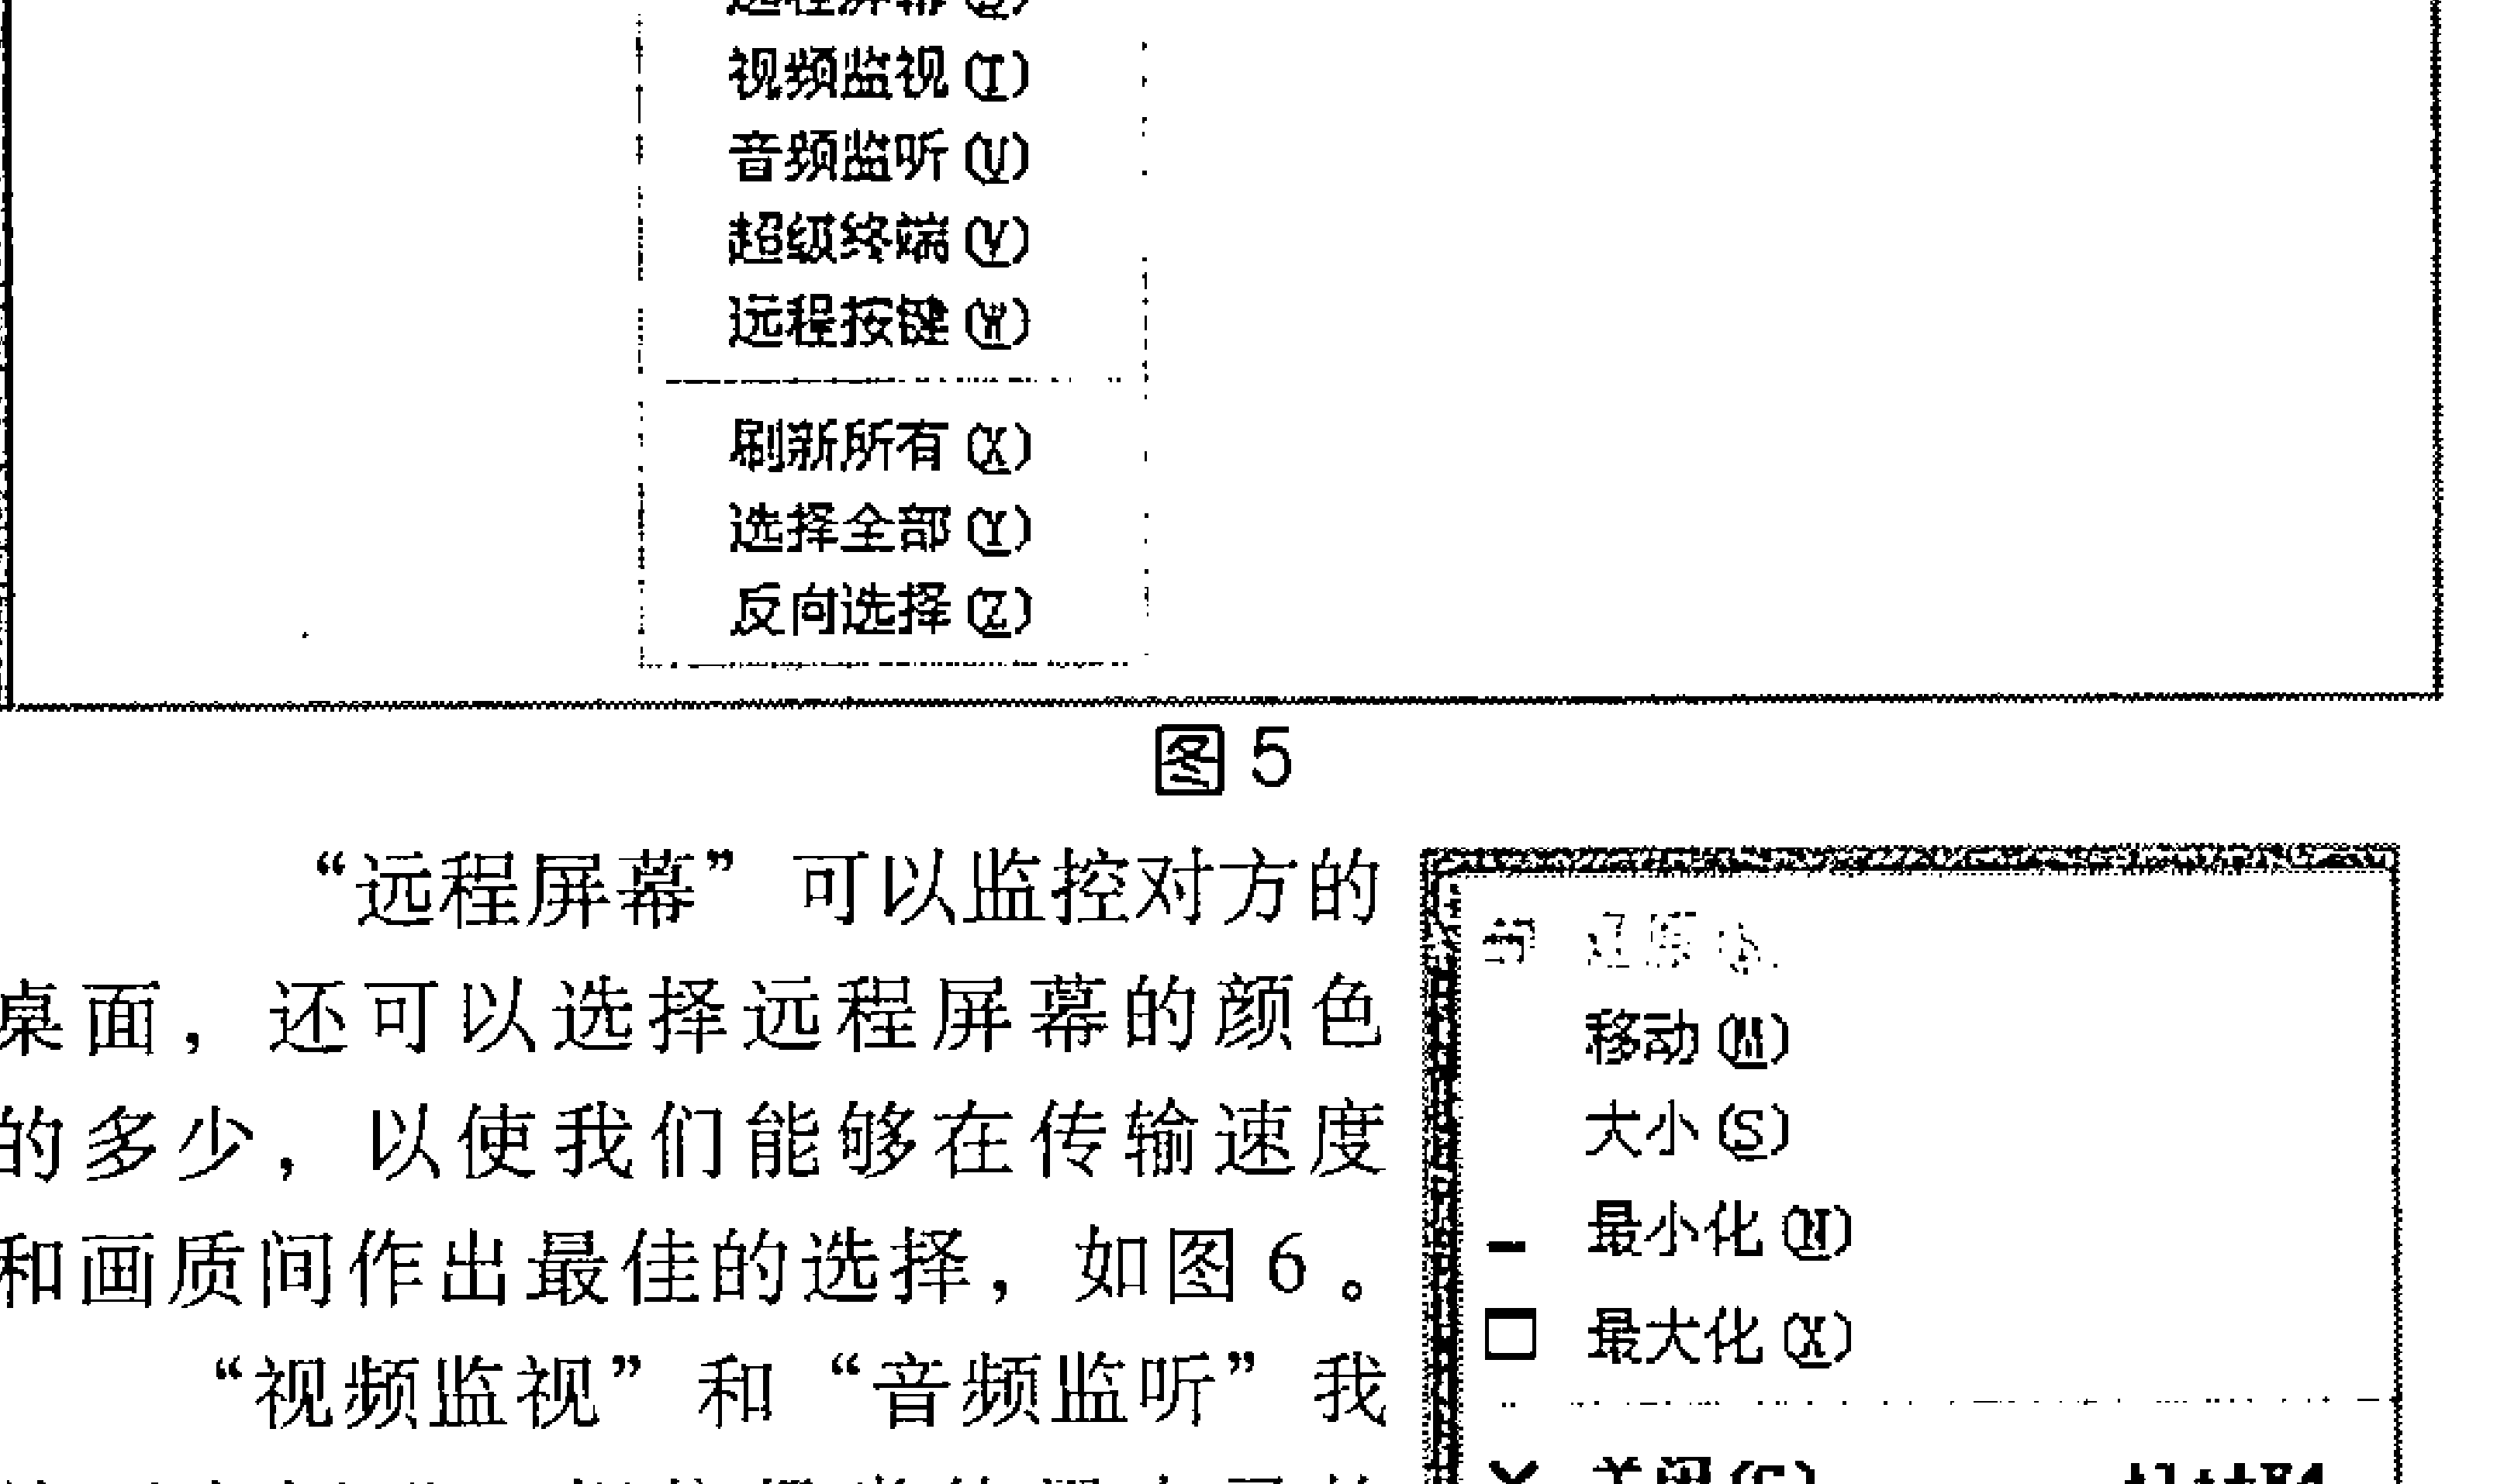 视频监视(T)
音频监听(U)
超级终端(V)
远程按键(W)
刷新所有(X)
选择全部(Y)
反向选择(Z)
图5
“远程屏幕”可以监控对方的
桌面，还可以选择远程屏幕的颜色
的多少，以使我们能够在传输速度
和画质间作出最佳的选择，如图6。
“视频监视”和“音频监听”我
移动(M)
大小(S)
最小化(N)
最大化(X)
关闭(C)